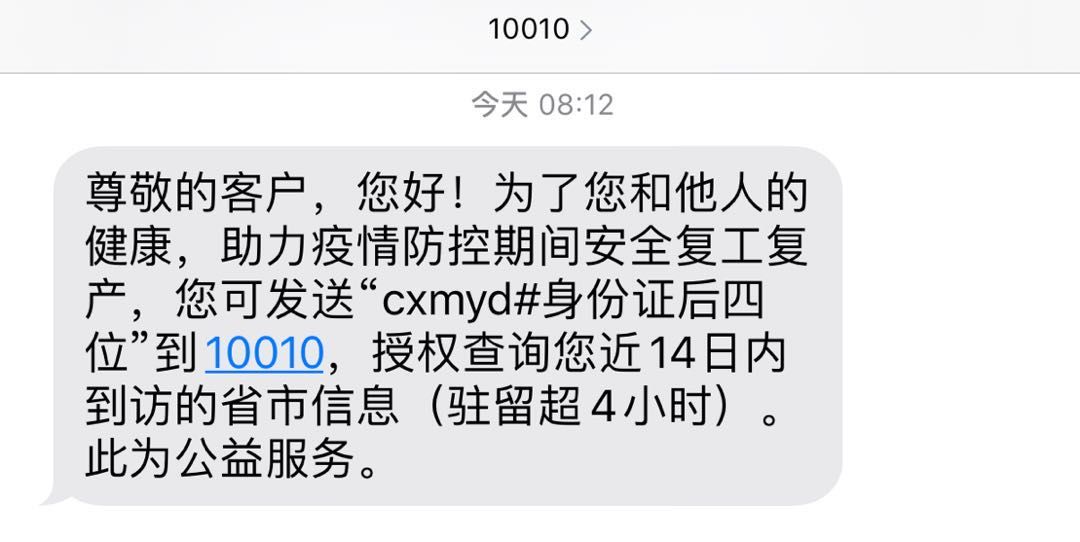 10010 >
今天 08:12
尊敬的客户，您好！为了您和他人的
健康，助力疫情防控期间安全复工复
产，您可发送“cxmyd#身份证后四
位”到10010，授权查询您近14日内
到访的省市信息（驻留超4小时）。
此为公益服务。